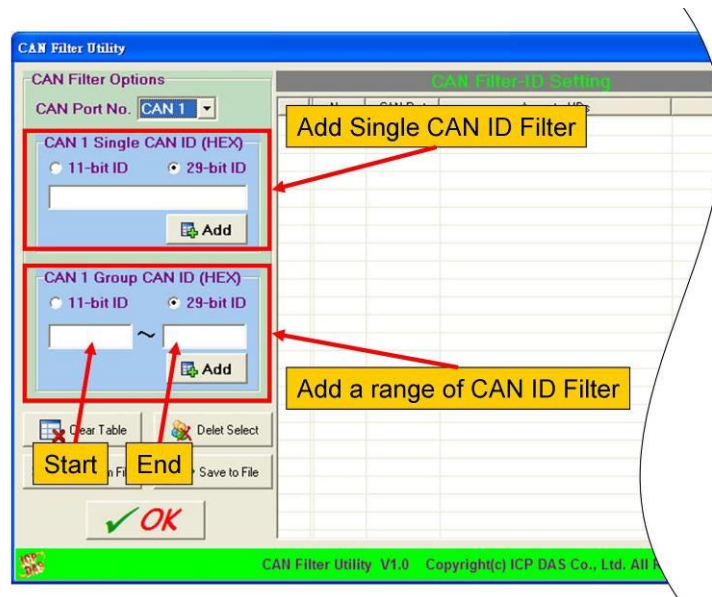 CAN Filter Utility
CAN Filter Options
CAN Filter-ID Setting
CAN Port No. CAN 1
Add Single CAN ID Filter
CAN 1 Single CAN ID (HEX)
11-bit ID 29-bit ID
Add
CAN 1 Group CAN ID (HEX)
11-bit ID 29-bit ID
~
Add
Add a range of CAN ID Filter
Table Delet Select
Start End Save to File
OK
ICP DAS
CAN Filter Utility V1.0 Copyright(c) ICP DAS Co., Ltd. All